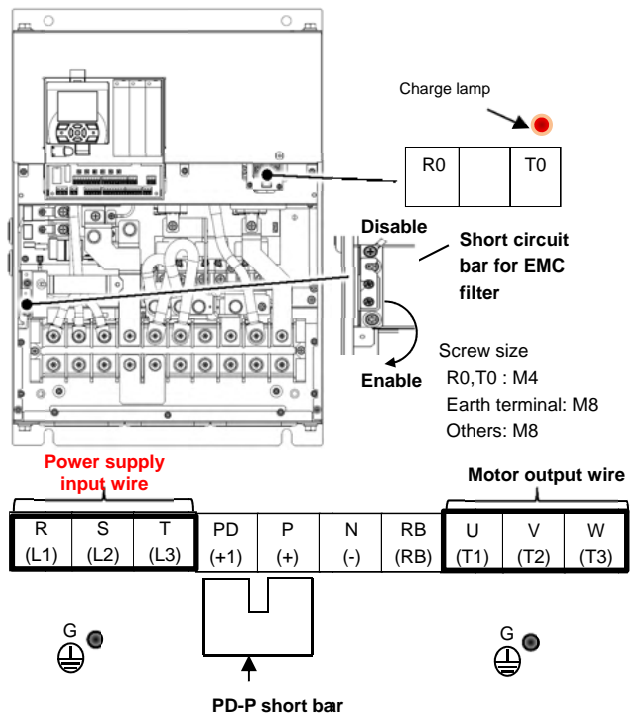 Charge lamp
R0 T0
Disable
Short circuit
bar for EMC
filter
Enable
Screw size
R0,T0 : M4
Earth terminal: M8
Others: M8
Power supply
input wire
Motor output wire
R S T PD P N RB U V W
(L1) (L2) (L3) (+1) (+) (-) (RB) (T1) (T2) (T3)
G G
PD-P short bar